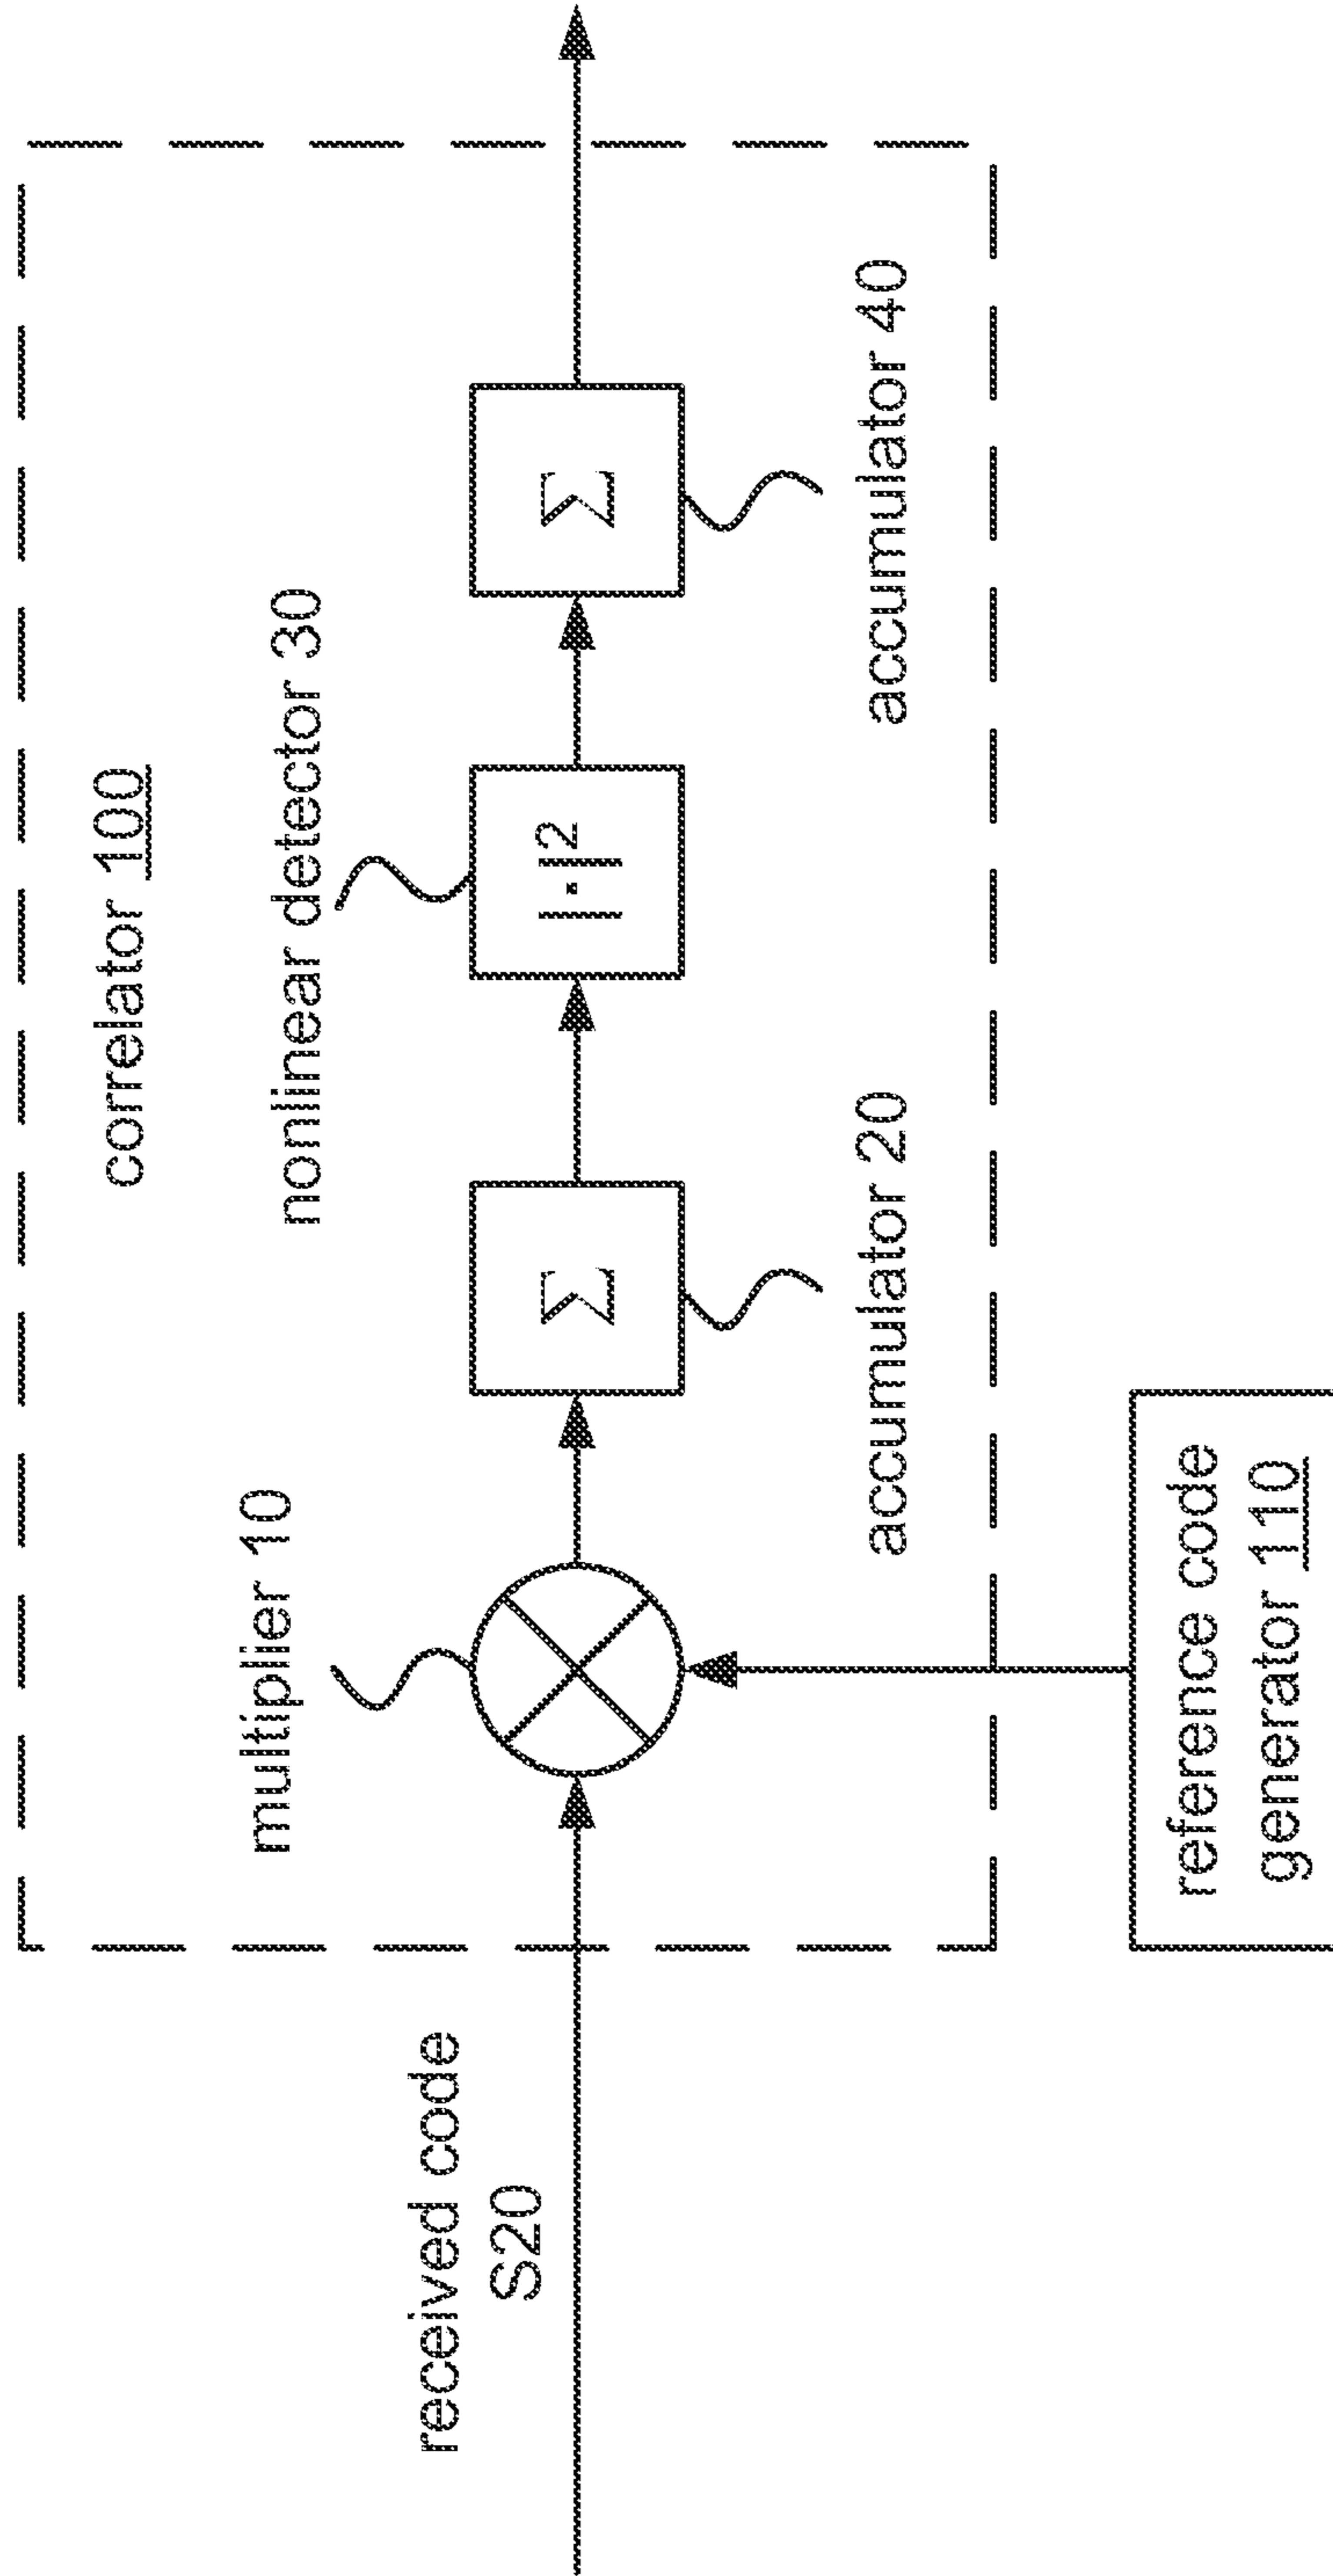 correlator 100
nonlinear detector 30
multiplier 10
received code
S20
Σ
|·|²
Σ
accumulator 20
accumulator 40
reference code
generator 110